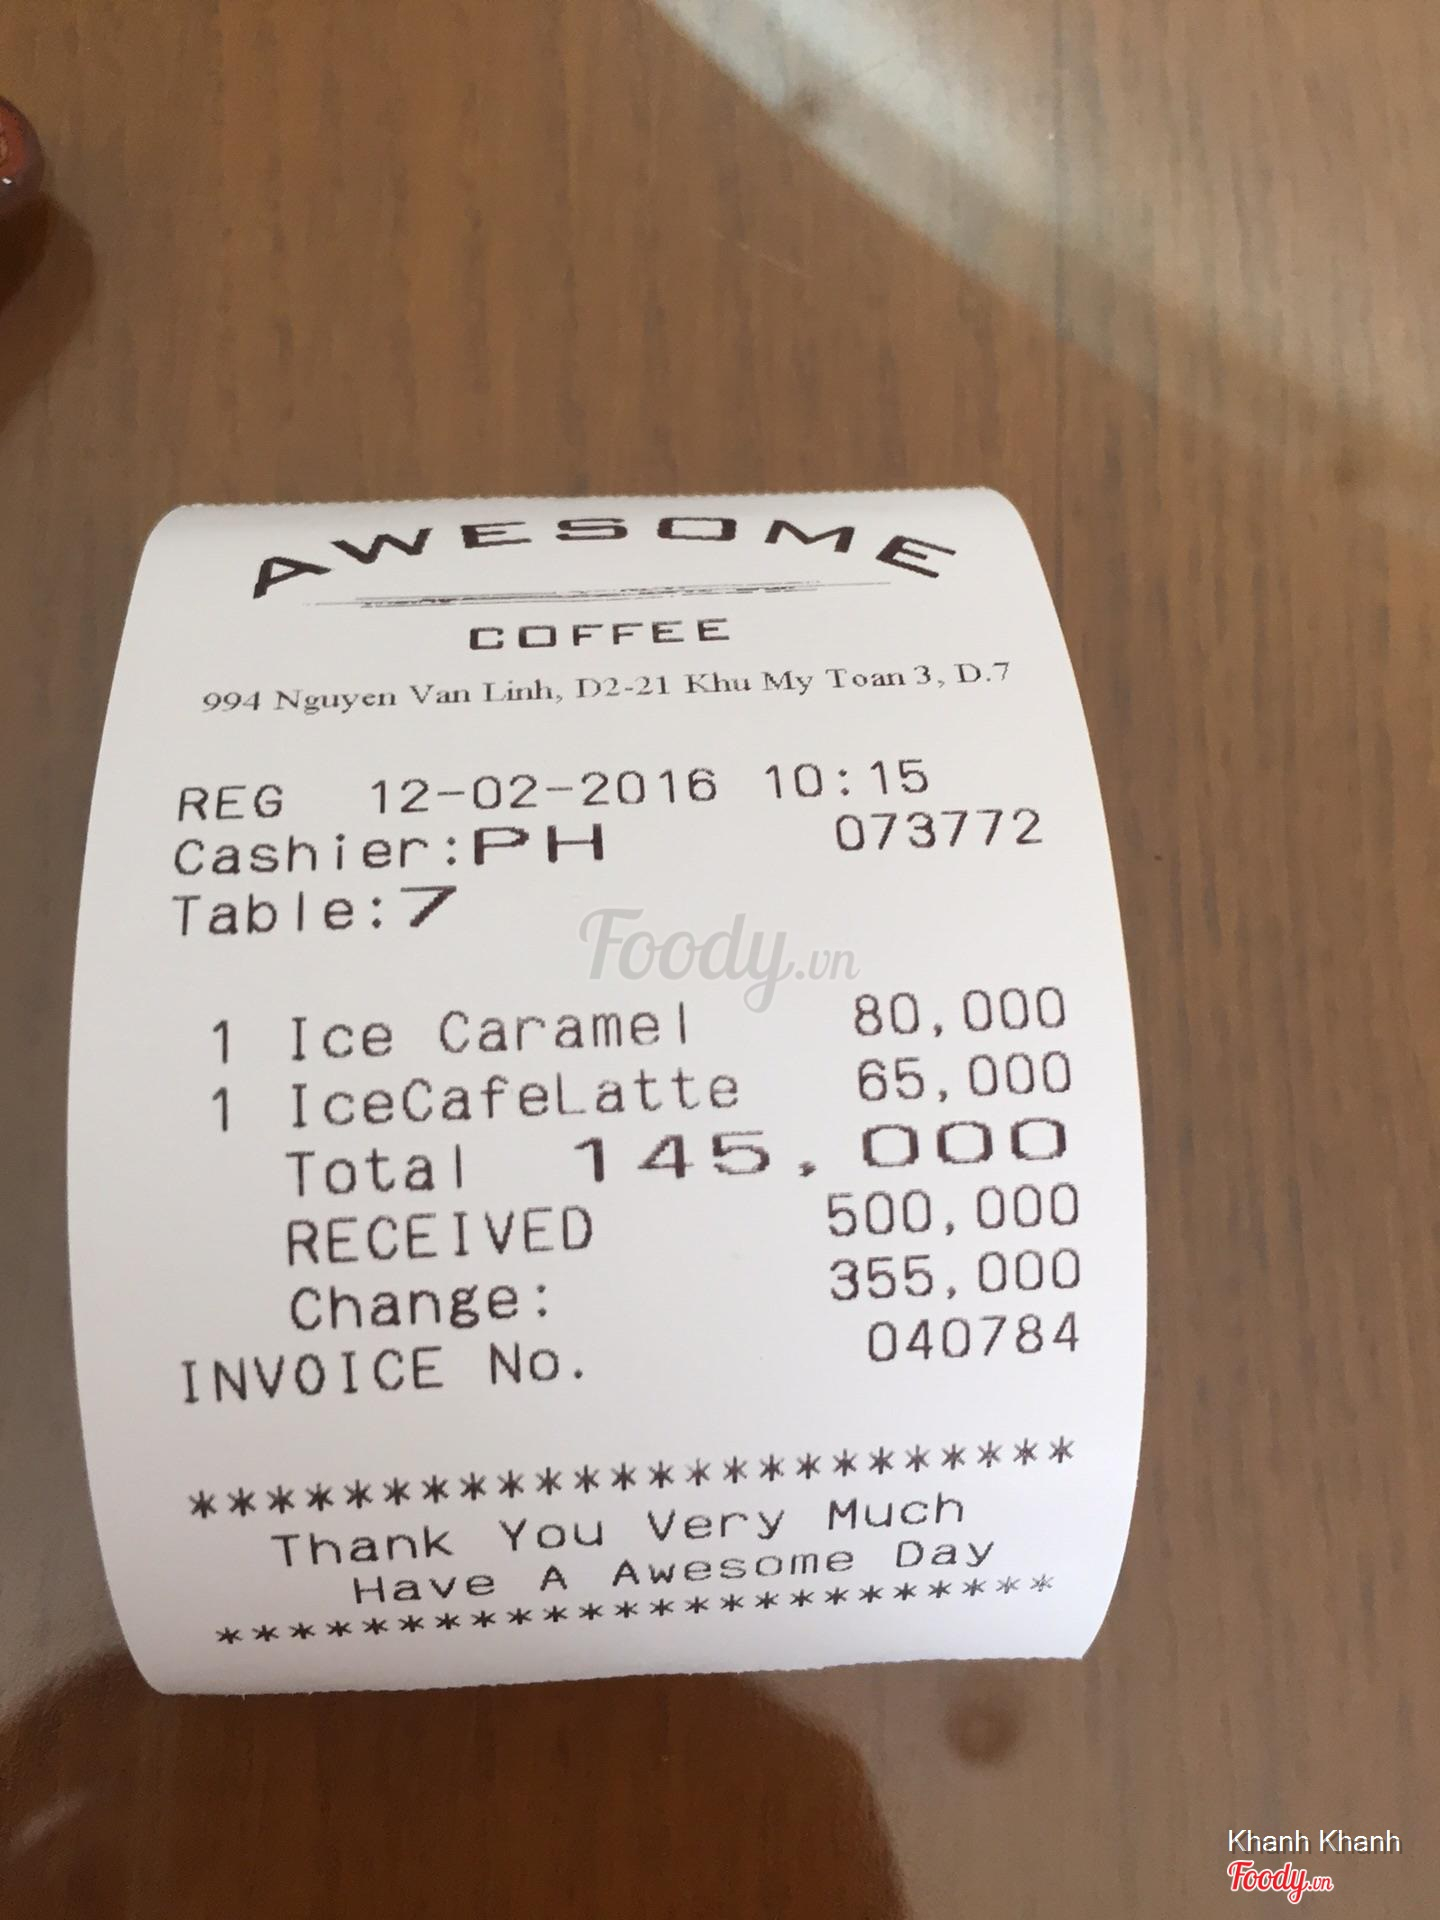 AWESOME
COFFEE
994 Nguyen Van Linh, D2-21 Khu My Toan 3, D.7
REG 12-02-2016 10:15
Cashier:PH 073772
Table:7
Foody.vn
1 Ice Caramel 80,000
1 IceCafeLatte 65,000
Total 145,000
RECEIVED 500,000
Change: 355,000
INVOICE No. 040784
************************
Thank You Very Much
Have A Awesome Day
************************
Khanh Khanh
Foody.vn